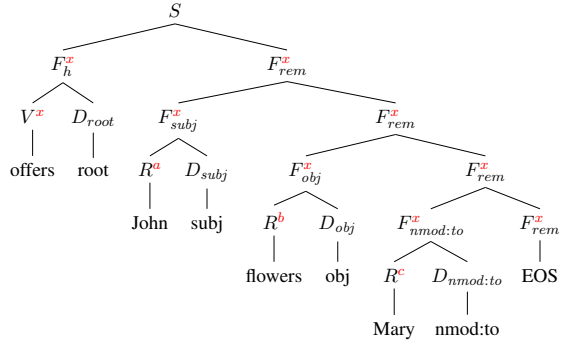 S
F_h^x F_rem^x
V^x D_root F_subj^x F_rem^x
offers root R^a D_subj F_obj^x F_rem^x
John subj R^b D_obj F_nmod:to^x F_rem^x
flowers obj R^c D_nmod:to EOS
Mary nmod:to